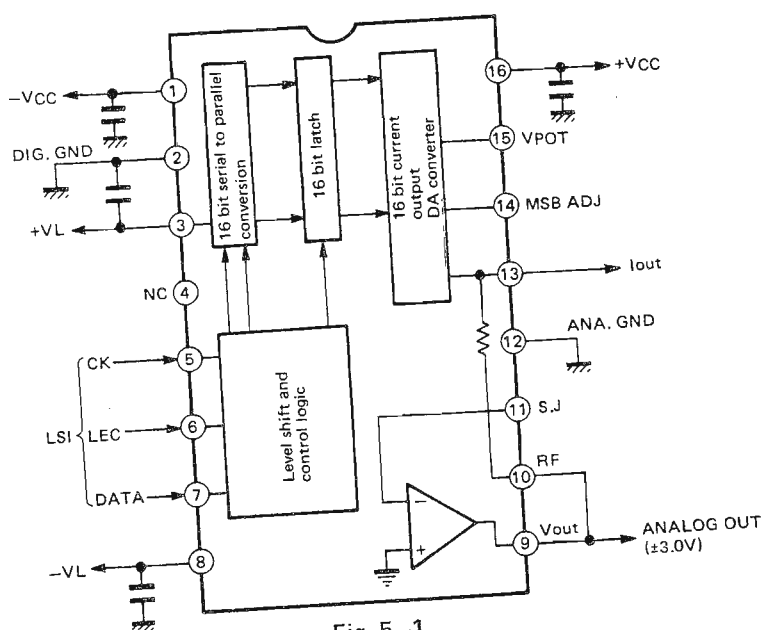 −VCC
1
DIG. GND
2
+VL
3
NC
4
LSI
CK
5
LEC
6
DATA
7
−VL
8
16 bit serial to parallel
conversion
16 bit latch
16 bit current
output
DA converter
Level shift and
control logic
16
+VCC
15
VPOT
14
MSB ADJ
13
Iout
12
ANA. GND
11
S.J
10
RF
9
Vout
ANALOG OUT
(±3.0V)
−
+
Fig. 5-1